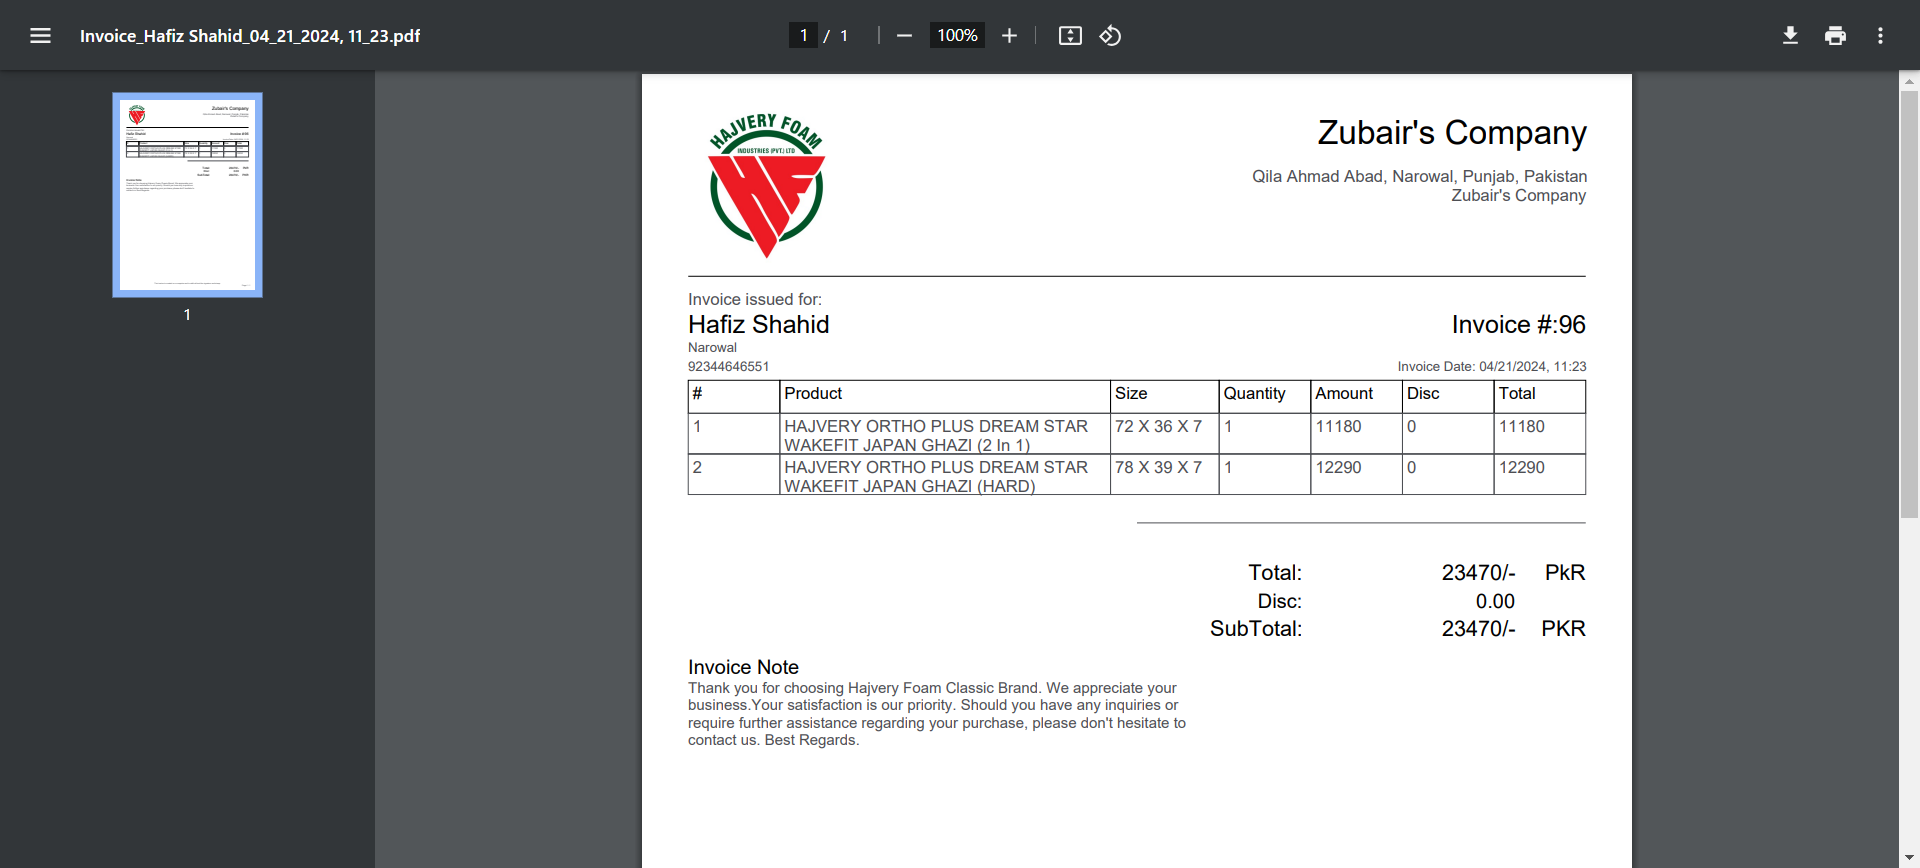 Invoice_Hafiz Shahid_04_21_2024, 11_23.pdf
1 / 1
100%
1
HAJVERY FOAM
INDUSTRIES (PVT.) LTD
HF
Zubair's Company
Qila Ahmad Abad, Narowal, Punjab, Pakistan
Zubair's Company
Invoice issued for:
Hafiz Shahid
Invoice #:96
Narowal
92344646551
Invoice Date: 04/21/2024, 11:23
# Product Size Quantity Amount Disc Total
1 HAJVERY ORTHO PLUS DREAM STAR 72 X 36 X 7 1 11180 0 11180
WAKEFIT JAPAN GHAZI (2 In 1)
2 HAJVERY ORTHO PLUS DREAM STAR 78 X 39 X 7 1 12290 0 12290
WAKEFIT JAPAN GHAZI (HARD)
Total: 23470/- PkR
Disc: 0.00
SubTotal: 23470/- PKR
Invoice Note
Thank you for choosing Hajvery Foam Classic Brand. We appreciate your
business.Your satisfaction is our priority. Should you have any inquiries or
require further assistance regarding your purchase, please don't hesitate to
contact us. Best Regards.